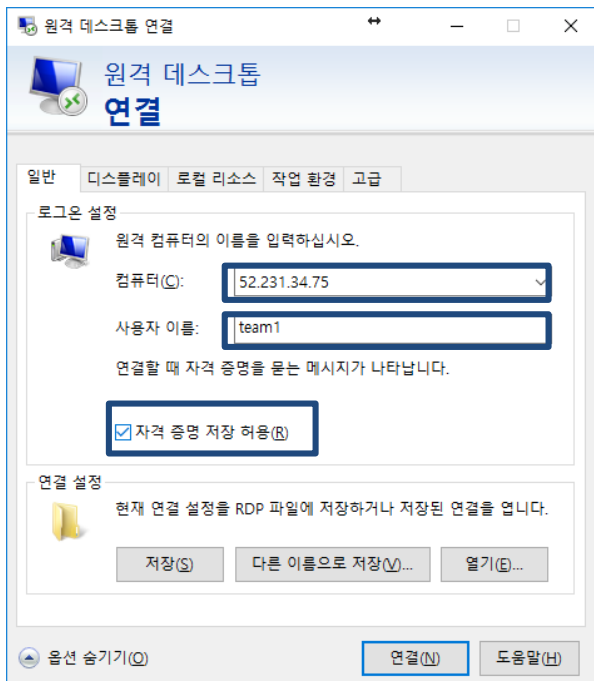 원격 데스크톱 연결
원격 데스크톱
연결
일반 디스플레이 로컬 리소스 작업 환경 고급
로그온 설정
원격 컴퓨터의 이름을 입력하십시오.
컴퓨터(C): 52.231.34.75
사용자 이름: team1
연결할 때 자격 증명을 묻는 메시지가 나타납니다.
자격 증명 저장 허용(R)
연결 설정
현재 연결 설정을 RDP 파일에 저장하거나 저장된 연결을 엽니다.
저장(S) 다른 이름으로 저장(V)... 열기(E)...
옵션 숨기기(O) 연결(N) 도움말(H)